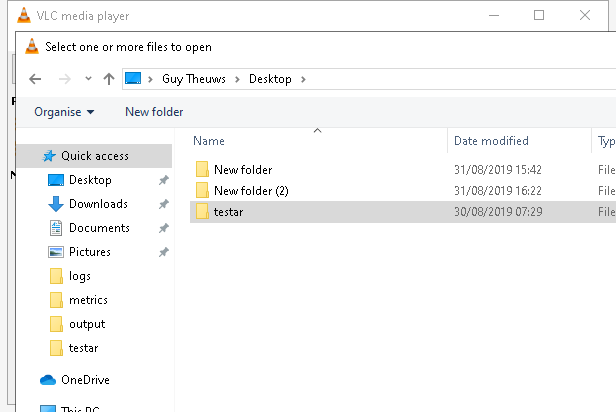 VLC media player
Select one or more files to open
Guy Theuws > Desktop >
Organise New folder
Name Date modified Typ
Quick access
Desktop
Downloads
Documents
Pictures
logs
metrics
output
testar
OneDrive
This PC
New folder 31/08/2019 15:42 File
New folder (2) 31/08/2019 16:22 File
testar 30/08/2019 07:29 File